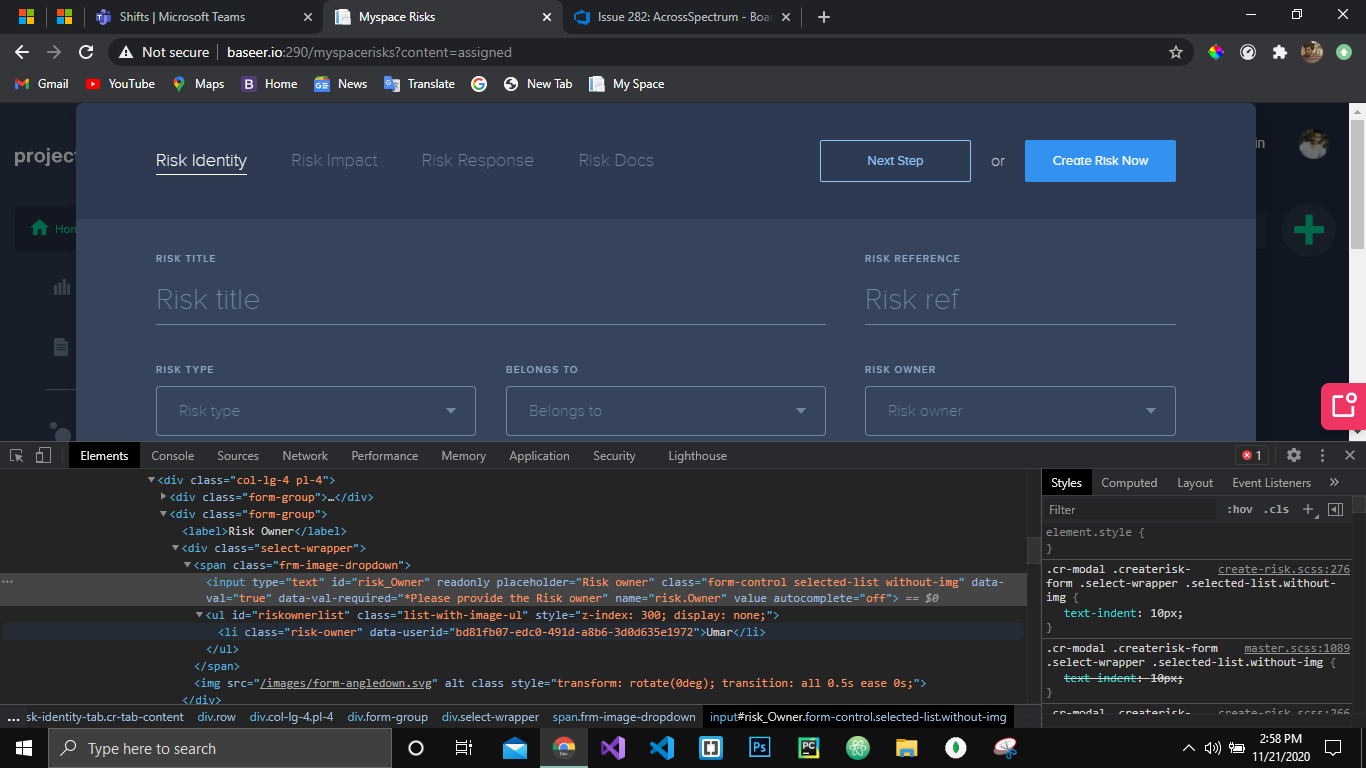 Shifts | Microsoft Teams
Myspace Risks
Issue 282: AcrossSpectrum - Boar
Not secure | baseer.io:290/myspacerisks?content=assigned
Gmail YouTube Maps Home News Translate New Tab My Space
project
Risk Identity Risk Impact Risk Response Risk Docs Next Step or Create Risk Now
in
Hom
RISK TITLE RISK REFERENCE
Risk title Risk ref
RISK TYPE BELONGS TO RISK OWNER
Risk type Belongs to Risk owner
Elements Console Sources Network Performance Memory Application Security Lighthouse 1
<div class="col-lg-4 pl-4">
<div class="form-group">…</div>
<div class="form-group">
<label>Risk Owner</label>
<div class="select-wrapper">
<span class="frm-image-dropdown">
<input type="text" id="risk_Owner" readonly placeholder="Risk owner" class="form-control selected-list without-img" data-
val="true" data-val-required="*Please provide the Risk owner" name="risk.Owner" value autocomplete="off"> == $0
<ul id="riskownerlist" class="list-with-image-ul" style="z-index: 300; display: none;">
<li class="risk-owner" data-userid="bd81fb07-edc0-491d-a8b6-3d0d635e1972">Umar</li>
</ul>
</span>
<img src="/images/form-angledown.svg" alt class style="transform: rotate(0deg); transition: all 0.5s ease 0s;">
</div>
… sk-identity-tab.cr-tab-content div.row div.col-lg-4.pl-4 div.form-group div.select-wrapper span.frm-image-dropdown input#risk_Owner.form-control.selected-list.without-img
Styles Computed Layout Event Listeners »
Filter :hov .cls +
element.style {
}
.cr-modal .createrisk- create-risk.scss:276
form .select-wrapper .selected-list.without-
img {
text-indent: 10px;
}
.cr-modal .createrisk-form master.scss:1089
.select-wrapper .selected-list.without-img {
text-indent: 10px;
}
.cr-modal .createrisk- create-risk.scss:266
Type here to search
Dev
Ps
PC
2:58 PM
11/21/2020